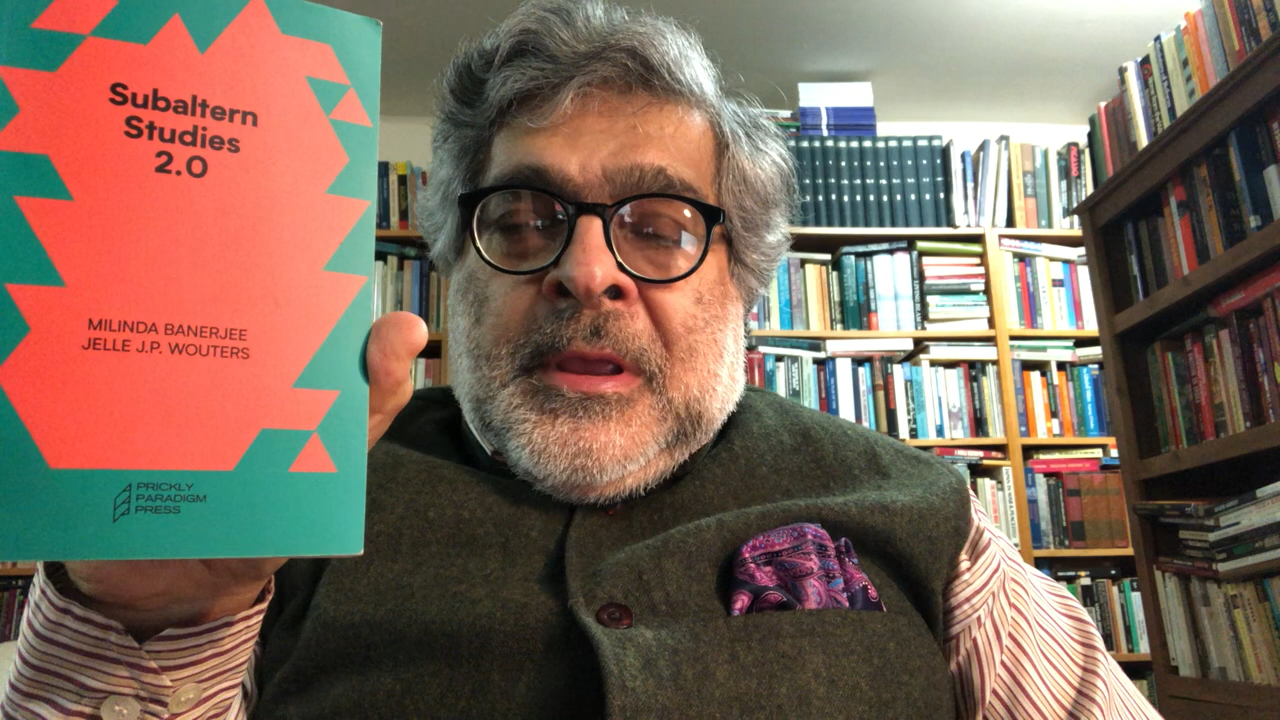 Subaltern
Studies
2.0
MILINDA BANERJEE
JELLE J.P. WOUTERS
PRICKLY
PARADIGM
PRESS